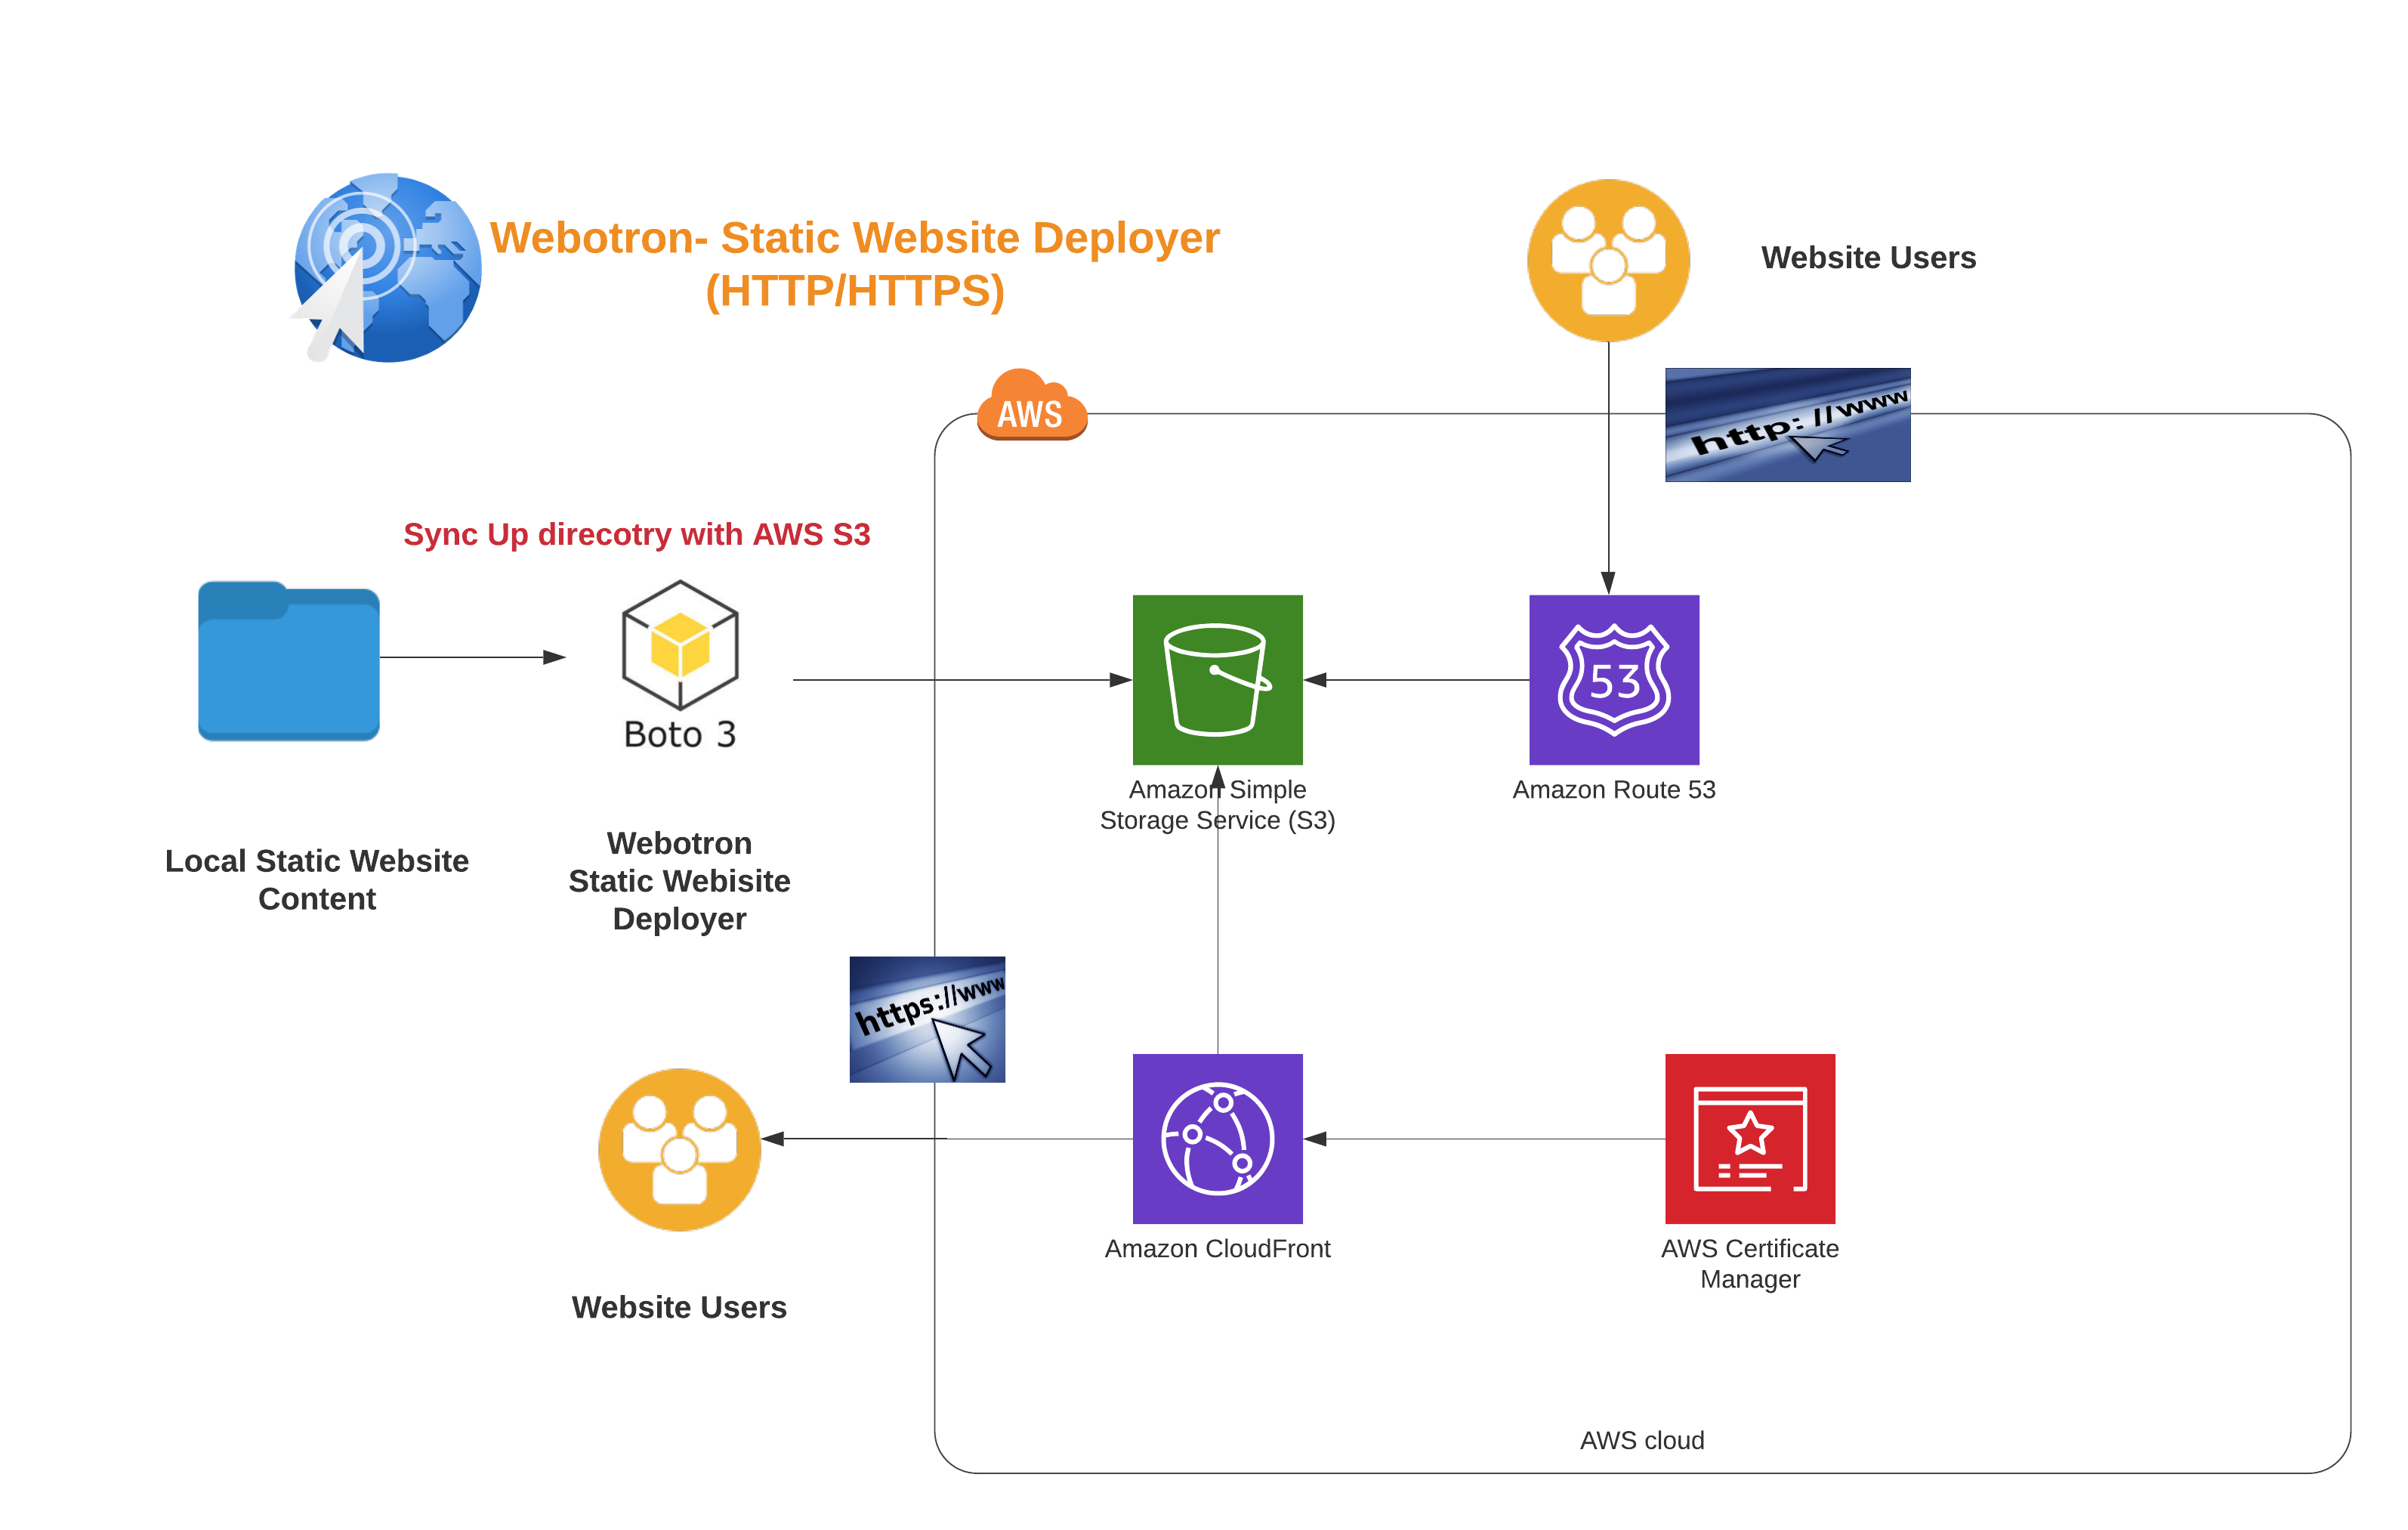 Webotron- Static Website Deployer
(HTTP/HTTPS)
Website Users
AWS
http: //www
Sync Up direcotry with AWS S3
Boto 3
53
Amazon Simple
Storage Service (S3)
Amazon Route 53
Local Static Website
Content
Webotron
Static Webisite
Deployer
https://www
Amazon CloudFront
AWS Certificate
Manager
Website Users
AWS cloud